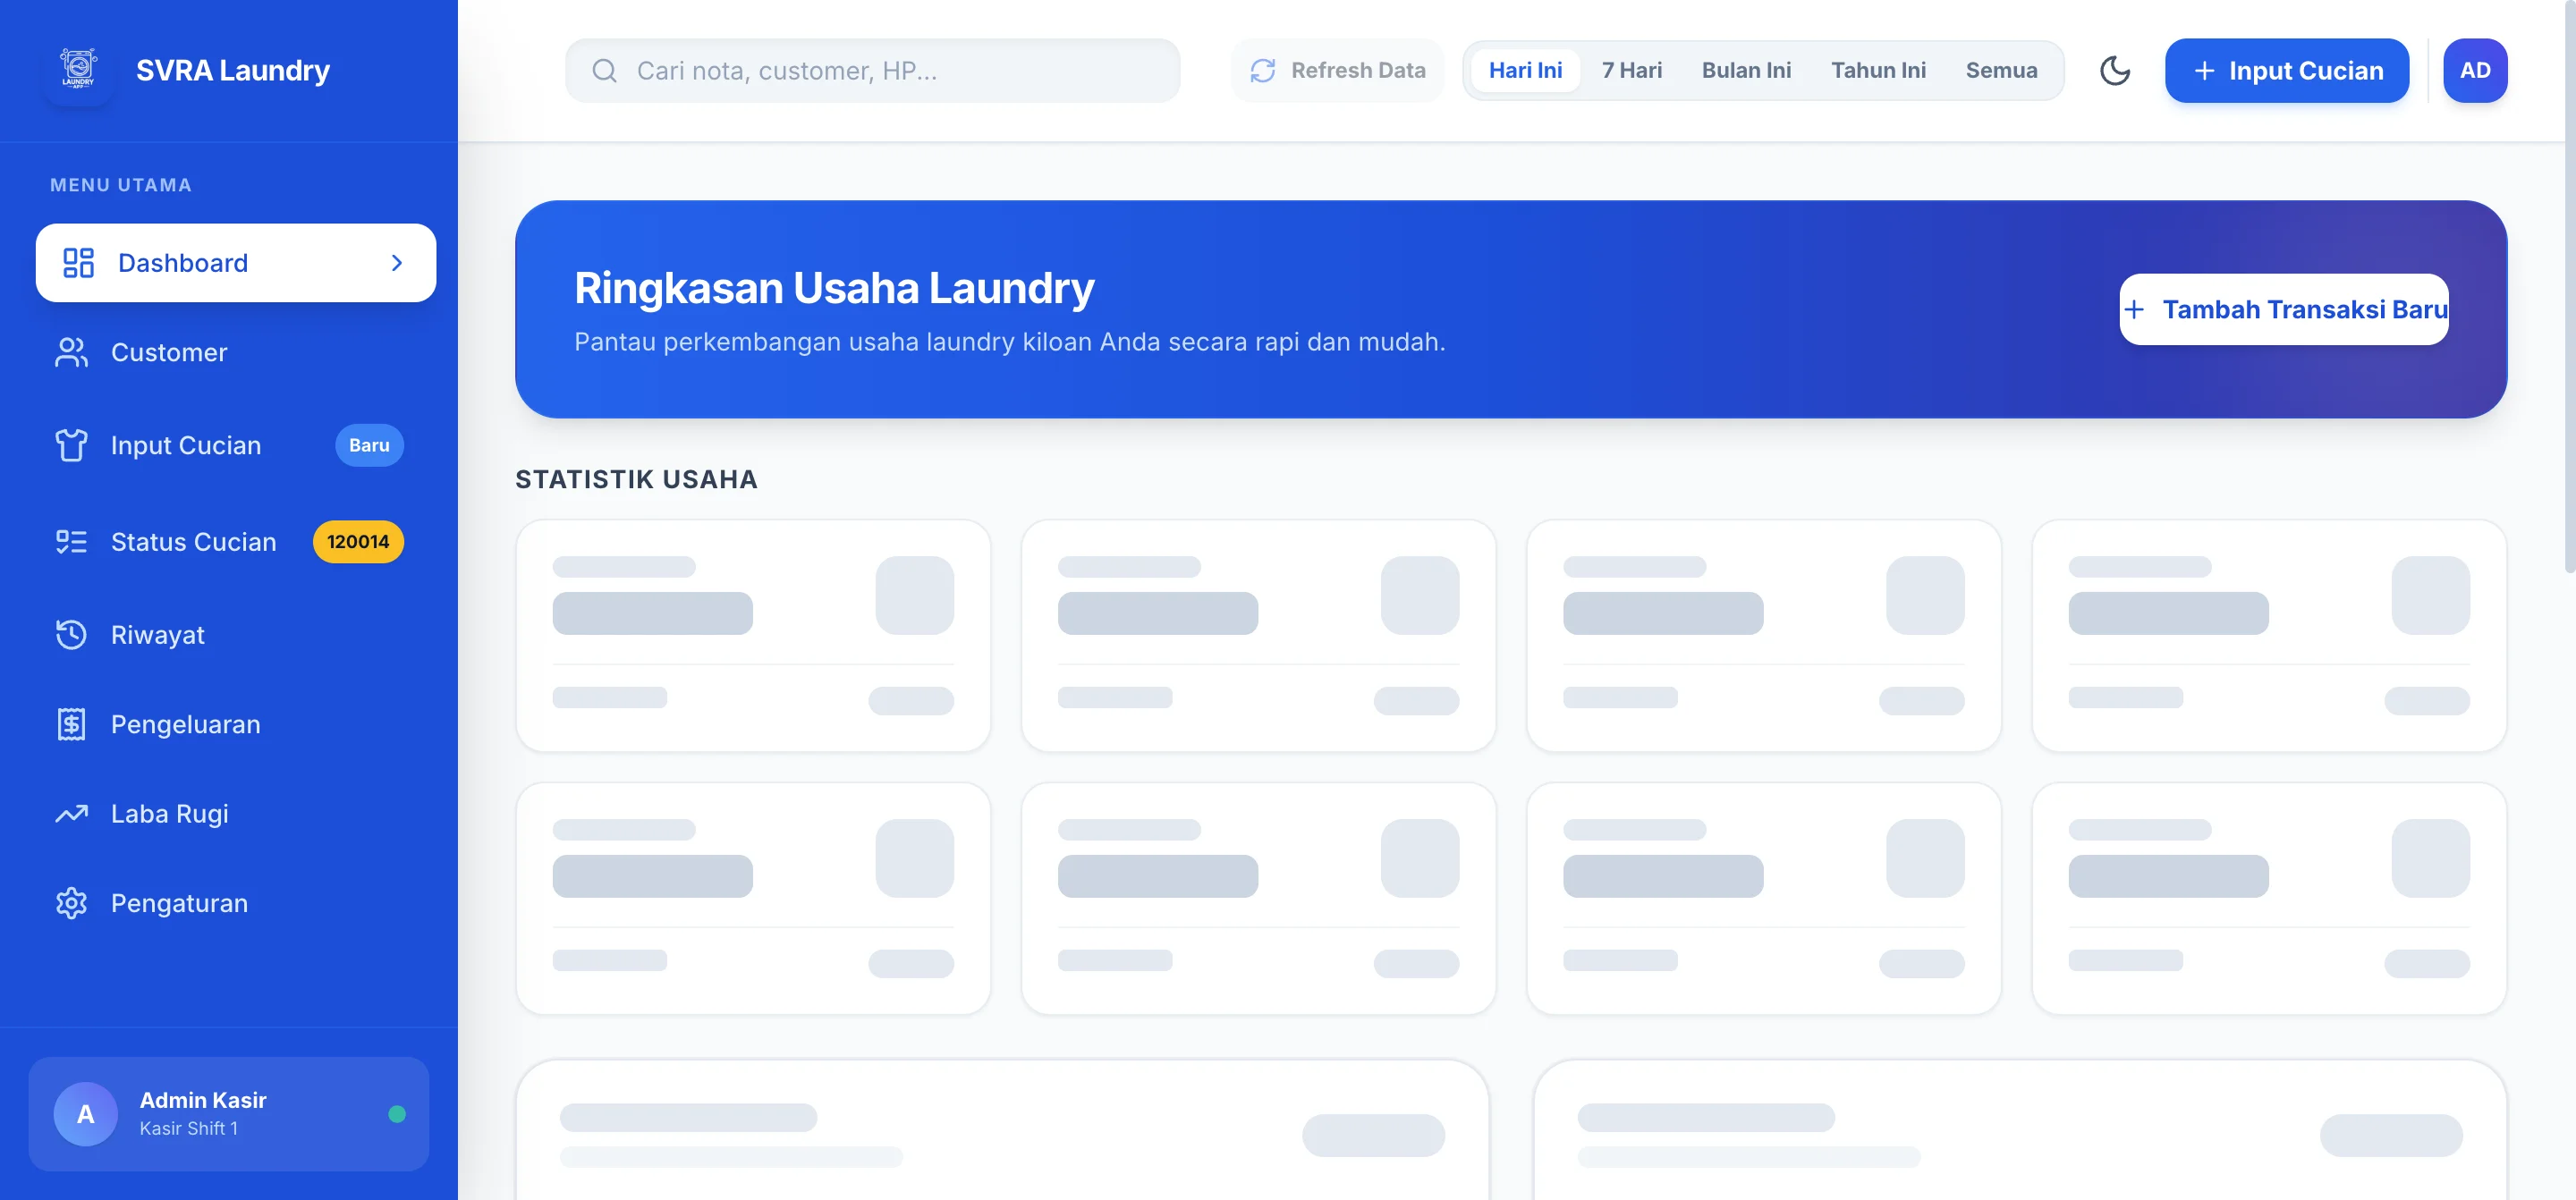 LAUNDRY
APP
SVRA Laundry
Cari nota, customer, HP...
Refresh Data
Hari Ini
7 Hari
Bulan Ini
Tahun Ini
Semua
+ Input Cucian
AD
MENU UTAMA
Dashboard
Customer
Input Cucian
Baru
Status Cucian
120014
Riwayat
Pengeluaran
Laba Rugi
Pengaturan
A
Admin Kasir
Kasir Shift 1
Ringkasan Usaha Laundry
Pantau perkembangan usaha laundry kiloan Anda secara rapi dan mudah.
+ Tambah Transaksi Baru
STATISTIK USAHA